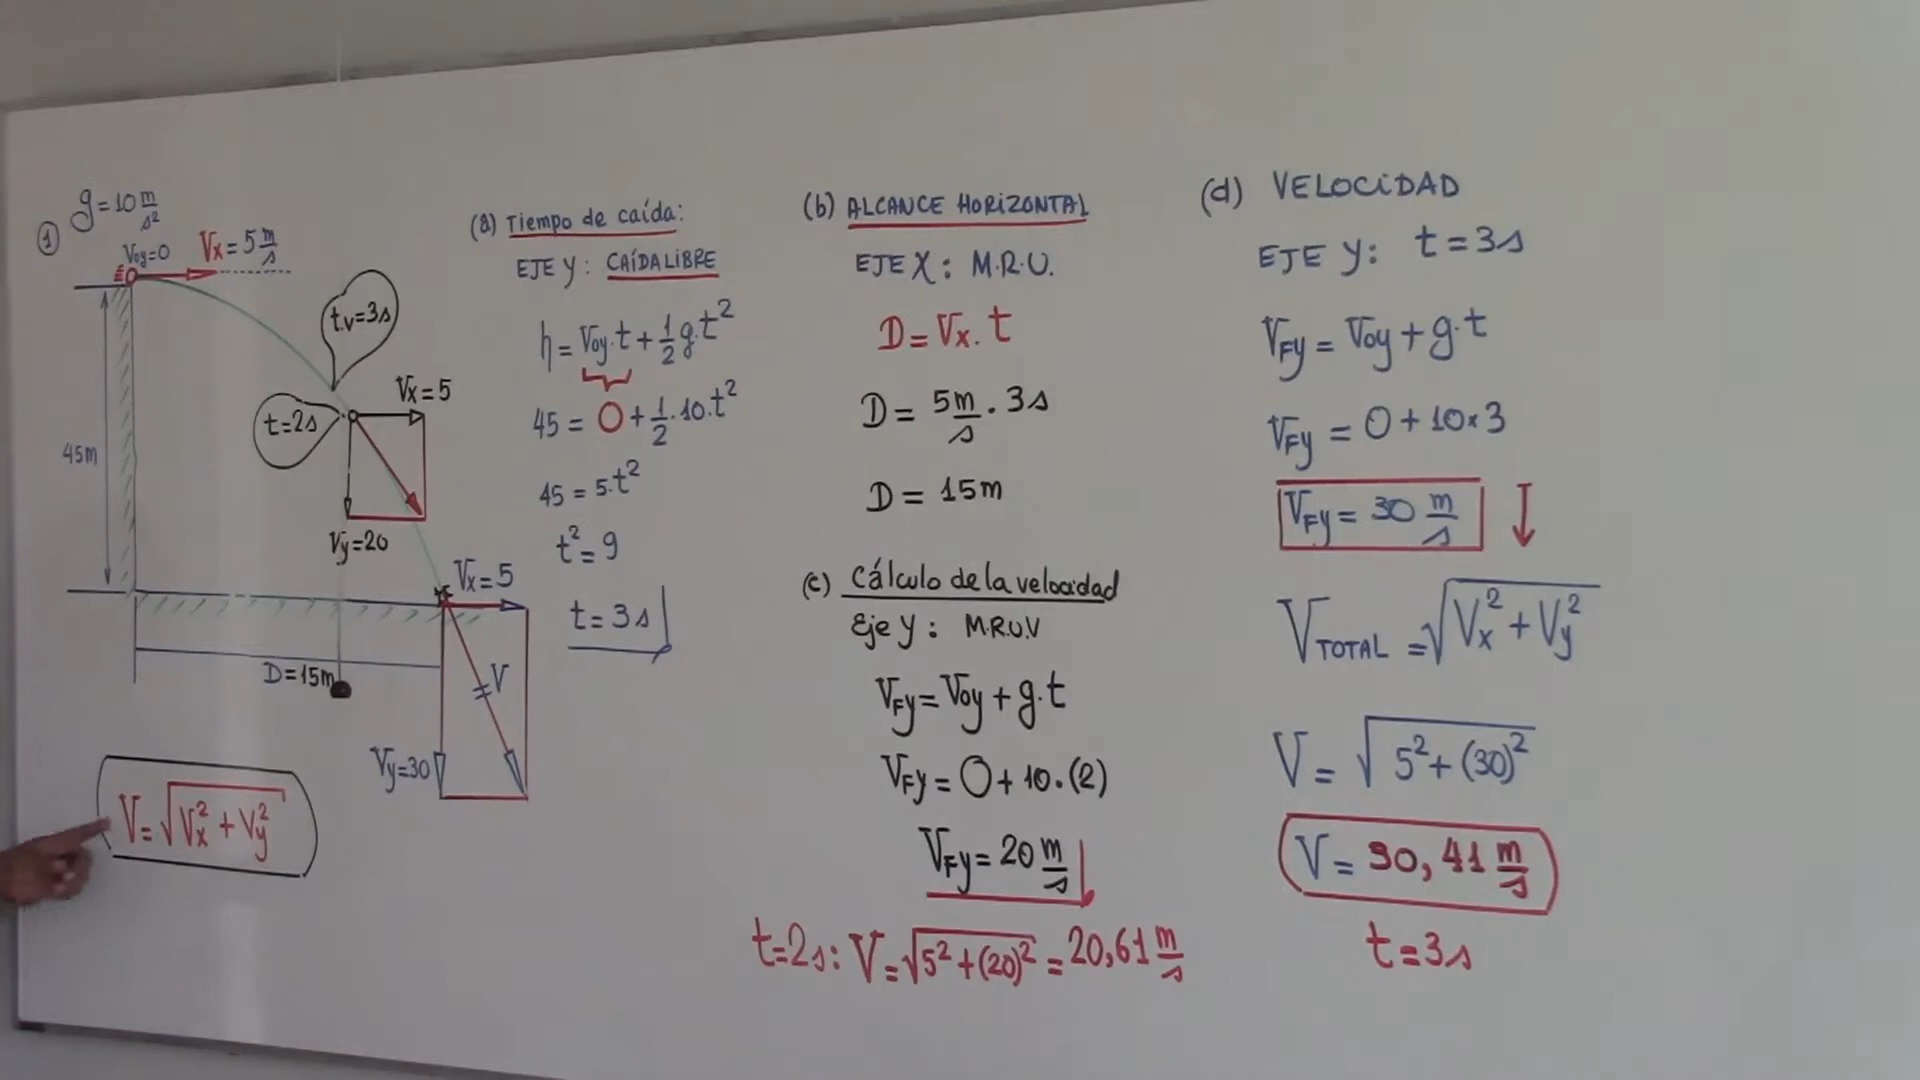 ① g = 10 m/s²
Voy=0 Vx = 5 m/s
t.v=3s
Vx=5
t=2s
45m
Vy=20
Vx=5
D=15m
V
Vy=30
V = √(Vx² + Vy²)
(a) Tiempo de caída:
EJE Y: CAÍDA LIBRE
h = Voy.t + 1/2 g.t²
45 = 0 + 1/2.10.t²
45 = 5.t²
t² = 9
t = 3s
(b) ALCANCE HORIZONTAL
EJE X: M.R.U.
D = Vx. t
D = 5m/s . 3s
D = 15m
(c) Cálculo de la velocidad
Eje Y: M.R.U.V
VFy = Voy + g.t
VFy = 0 + 10.(2)
VFy = 20 m/s
t=2s: V = √(5² + (20)²) = 20,61 m/s
(d) VELOCIDAD
EJE Y: t = 3s
VFy = Voy + g.t
VFy = 0 + 10 x 3
VFy = 30 m/s
VTOTAL = √(Vx² + Vy²)
V = √(5² + (30)²)
V = 30,41 m/s
t = 3s